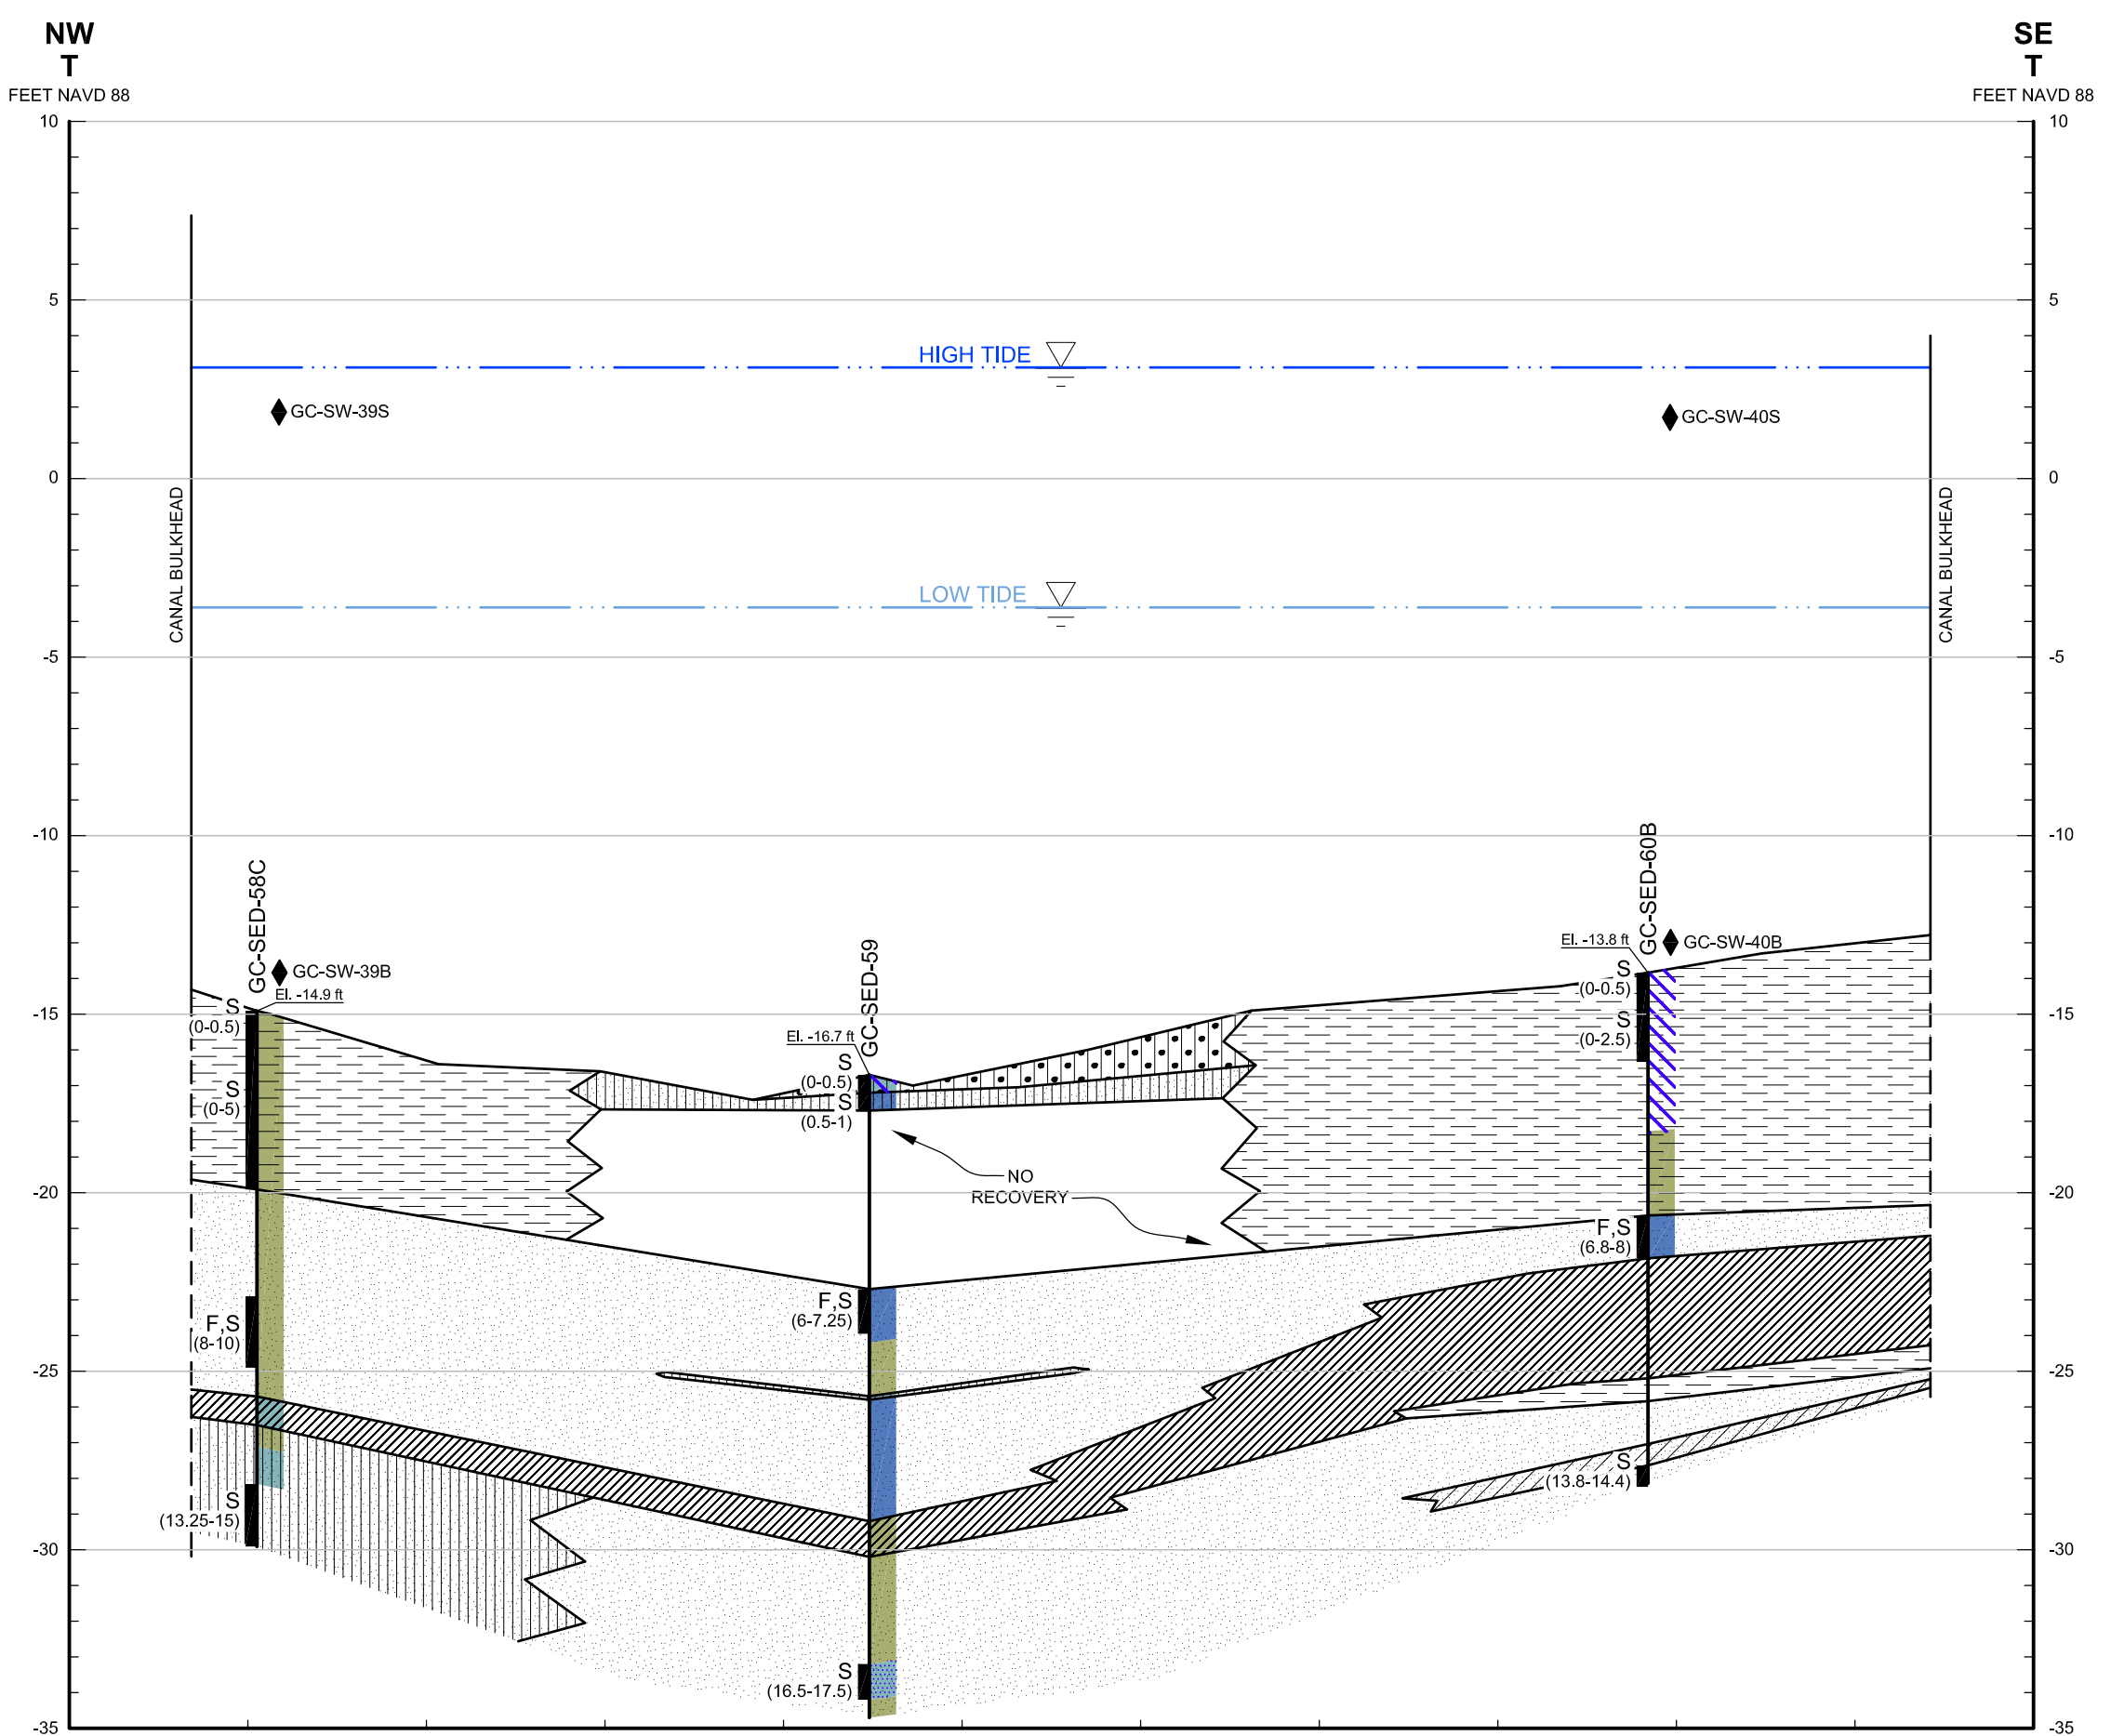 NW
T
FEET NAVD 88
SE
T
FEET NAVD 88
10
10
5
5
HIGH TIDE
GC-SW-39S
GC-SW-40S
0
0
CANAL BULKHEAD
CANAL BULKHEAD
LOW TIDE
-5
-5
-10
-10
GC-SED-58C
GC-SED-59
GC-SED-60B
El. -13.8 ft
GC-SW-40B
GC-SW-39B
El. -14.9 ft
S
(0-0.5)
S
(0-5)
-15
-15
El. -16.7 ft
S
(0-0.5)
S
(0.5-1)
S
(0-0.5)
S
(0-2.5)
NO
RECOVERY
-20
-20
F,S
(6.8-8)
F,S
(8-10)
F,S
(6-7.25)
-25
-25
S
(13.25-15)
S
(13.8-14.4)
-30
-30
S
(16.5-17.5)
-35
-35